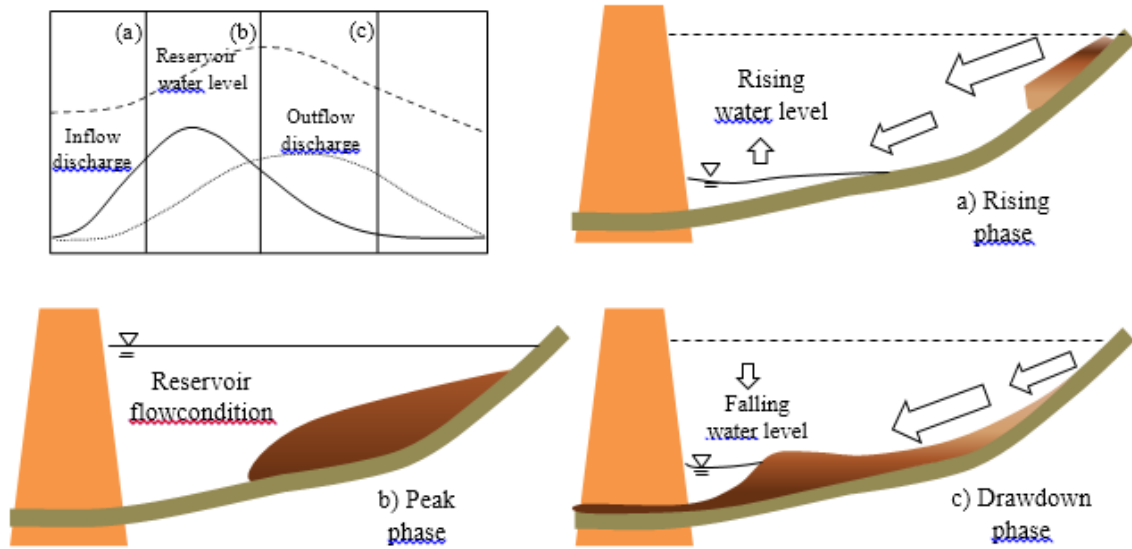 (a)
(b)
(c)
Reservoir
water level
Inflow
discharge
Outflow
discharge
Rising
water level
a) Rising
phase
Reservoir
flowcondition
b) Peak
phase
Falling
water level
c) Drawdown
phase